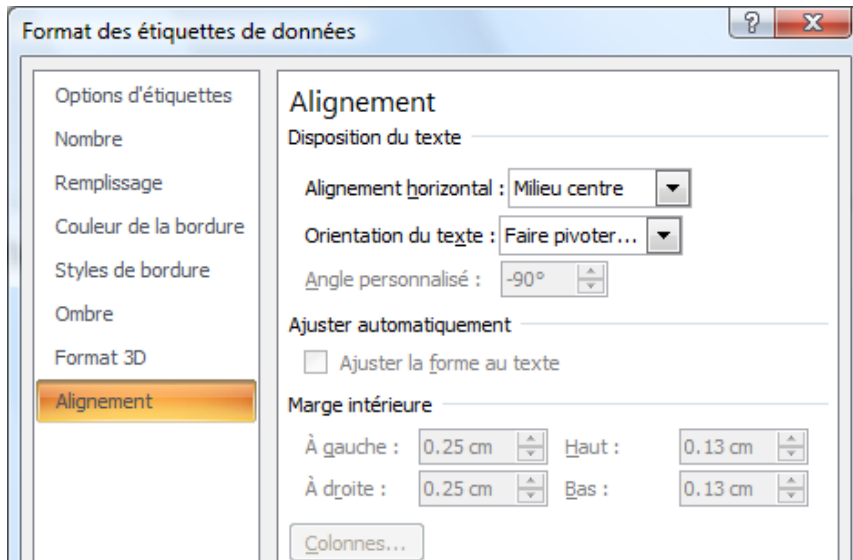 Format des étiquettes de données
Options d'étiquettes
Nombre
Remplissage
Couleur de la bordure
Styles de bordure
Ombre
Format 3D
Alignement
Alignement
Disposition du texte
Alignement horizontal : Milieu centre
Orientation du texte : Faire pivoter...
Angle personnalisé : -90°
Ajuster automatiquement
Ajuster la forme au texte
Marge intérieure
À gauche : 0.25 cm Haut : 0.13 cm
À droite : 0.25 cm Bas : 0.13 cm
Colonnes...